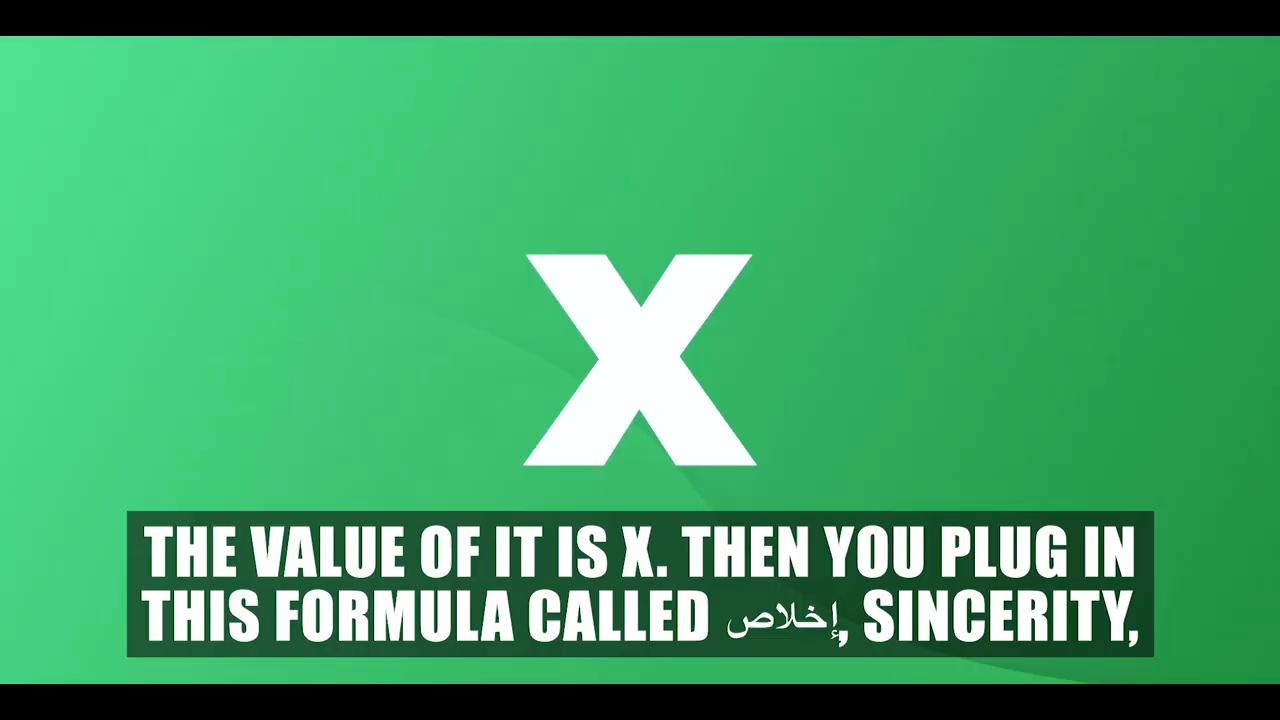 X
THE VALUE OF IT IS X. THEN YOU PLUG IN
THIS FORMULA CALLED إخلاص, SINCERITY,